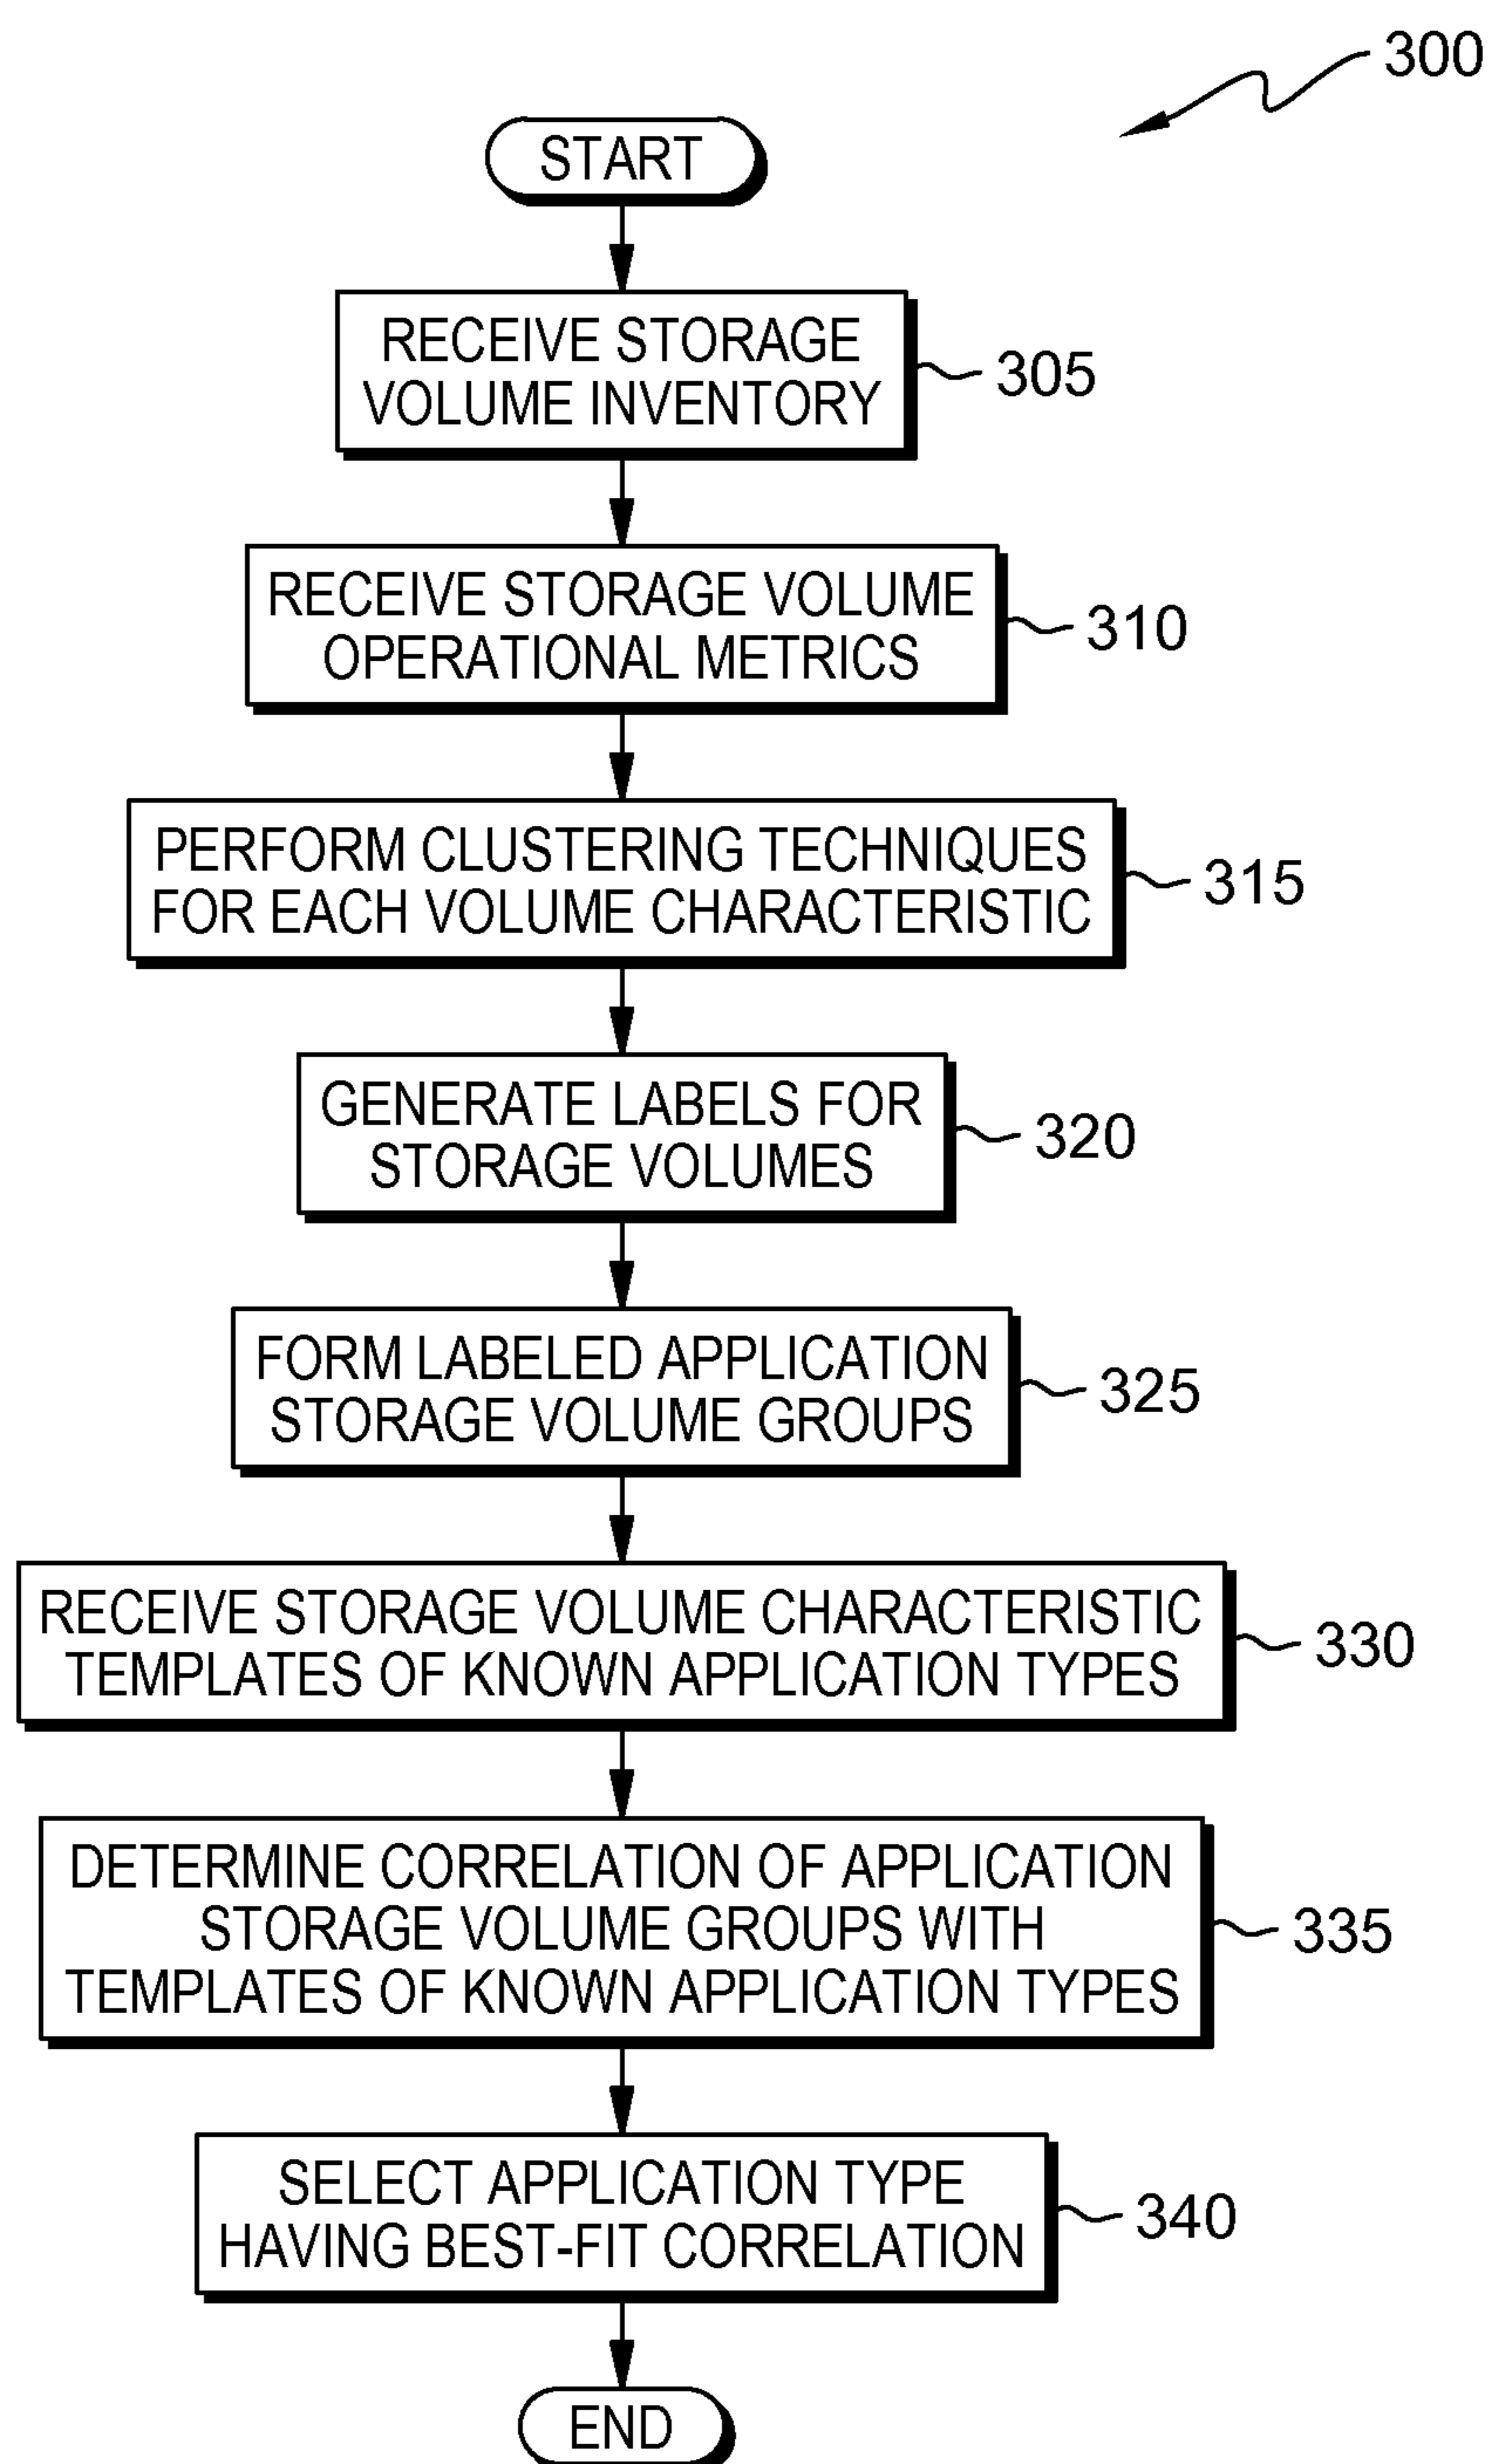 300
START
RECEIVE STORAGE
VOLUME INVENTORY
305
RECEIVE STORAGE VOLUME
OPERATIONAL METRICS
310
PERFORM CLUSTERING TECHNIQUES
FOR EACH VOLUME CHARACTERISTIC
315
GENERATE LABELS FOR
STORAGE VOLUMES
320
FORM LABELED APPLICATION
STORAGE VOLUME GROUPS
325
RECEIVE STORAGE VOLUME CHARACTERISTIC
TEMPLATES OF KNOWN APPLICATION TYPES
330
DETERMINE CORRELATION OF APPLICATION
STORAGE VOLUME GROUPS WITH
TEMPLATES OF KNOWN APPLICATION TYPES
335
SELECT APPLICATION TYPE
HAVING BEST-FIT CORRELATION
340
END